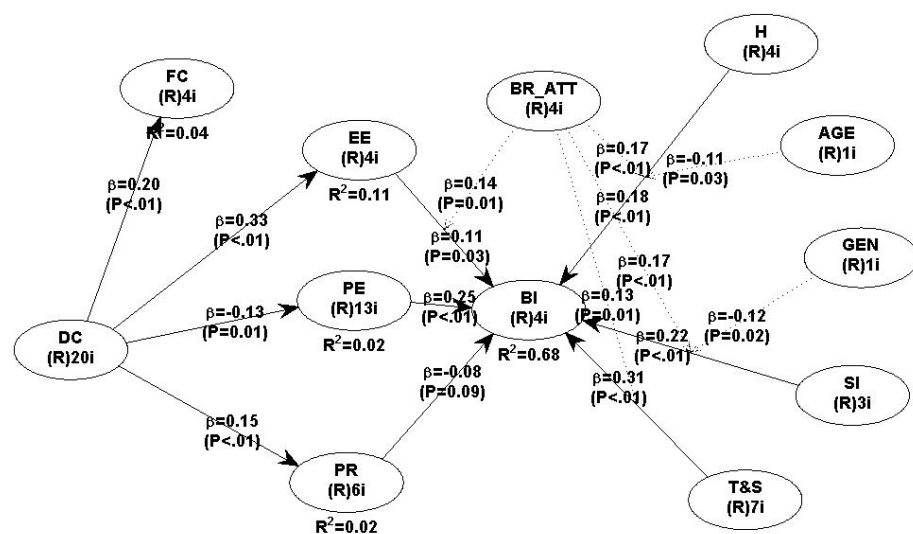 H
(R)4i
FC
(R)4i
R²=0.04
BR_ATT
(R)4i
EE
(R)4i
R²=0.11
AGE
(R)1i
β=0.17
(P<.01)
β=-0.11
(P=0.03)
β=0.14
(P=0.01)
β=0.20
(P<.01)
β=0.18
(P<.01)
β=0.33
(P<.01)
β=0.11
(P=0.03)
GEN
(R)1i
β=0.17
(P<.01)
PE
(R)13i
R²=0.02
β=0.25
(P<.01)
BI
(R)4i
R²=0.68
β=0.13
(P=0.01)
β=-0.12
(P=0.02)
β=-0.13
(P=0.01)
DC
(R)20i
β=0.22
(P<.01)
β=-0.08
(P=0.09)
β=0.31
(P<.01)
SI
(R)3i
β=0.15
(P<.01)
PR
(R)6i
R²=0.02
T&S
(R)7i